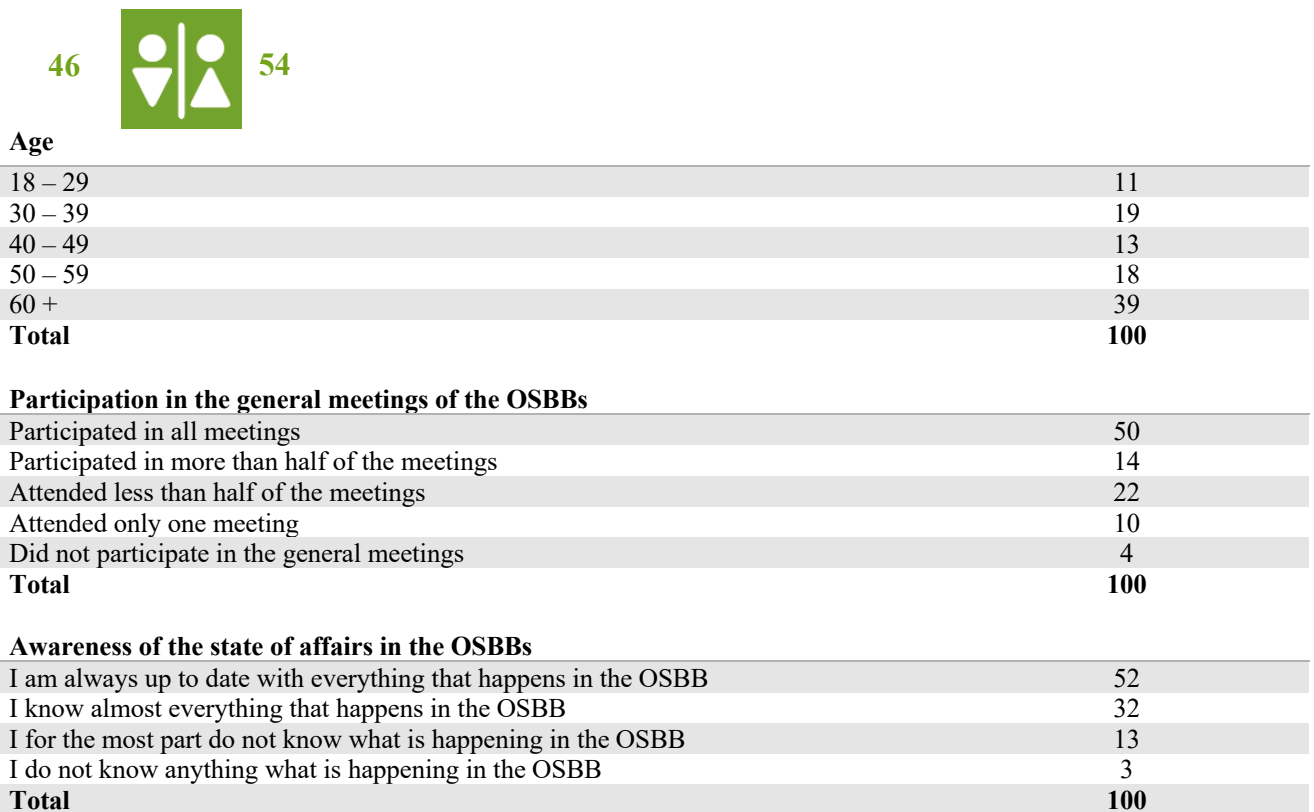 46 54
Age
18 – 29 11
30 – 39 19
40 – 49 13
50 – 59 18
60 + 39
Total 100
Participation in the general meetings of the OSBBs
Participated in all meetings 50
Participated in more than half of the meetings 14
Attended less than half of the meetings 22
Attended only one meeting 10
Did not participate in the general meetings 4
Total 100
Awareness of the state of affairs in the OSBBs
I am always up to date with everything that happens in the OSBB 52
I know almost everything that happens in the OSBB 32
I for the most part do not know what is happening in the OSBB 13
I do not know anything what is happening in the OSBB 3
Total 100